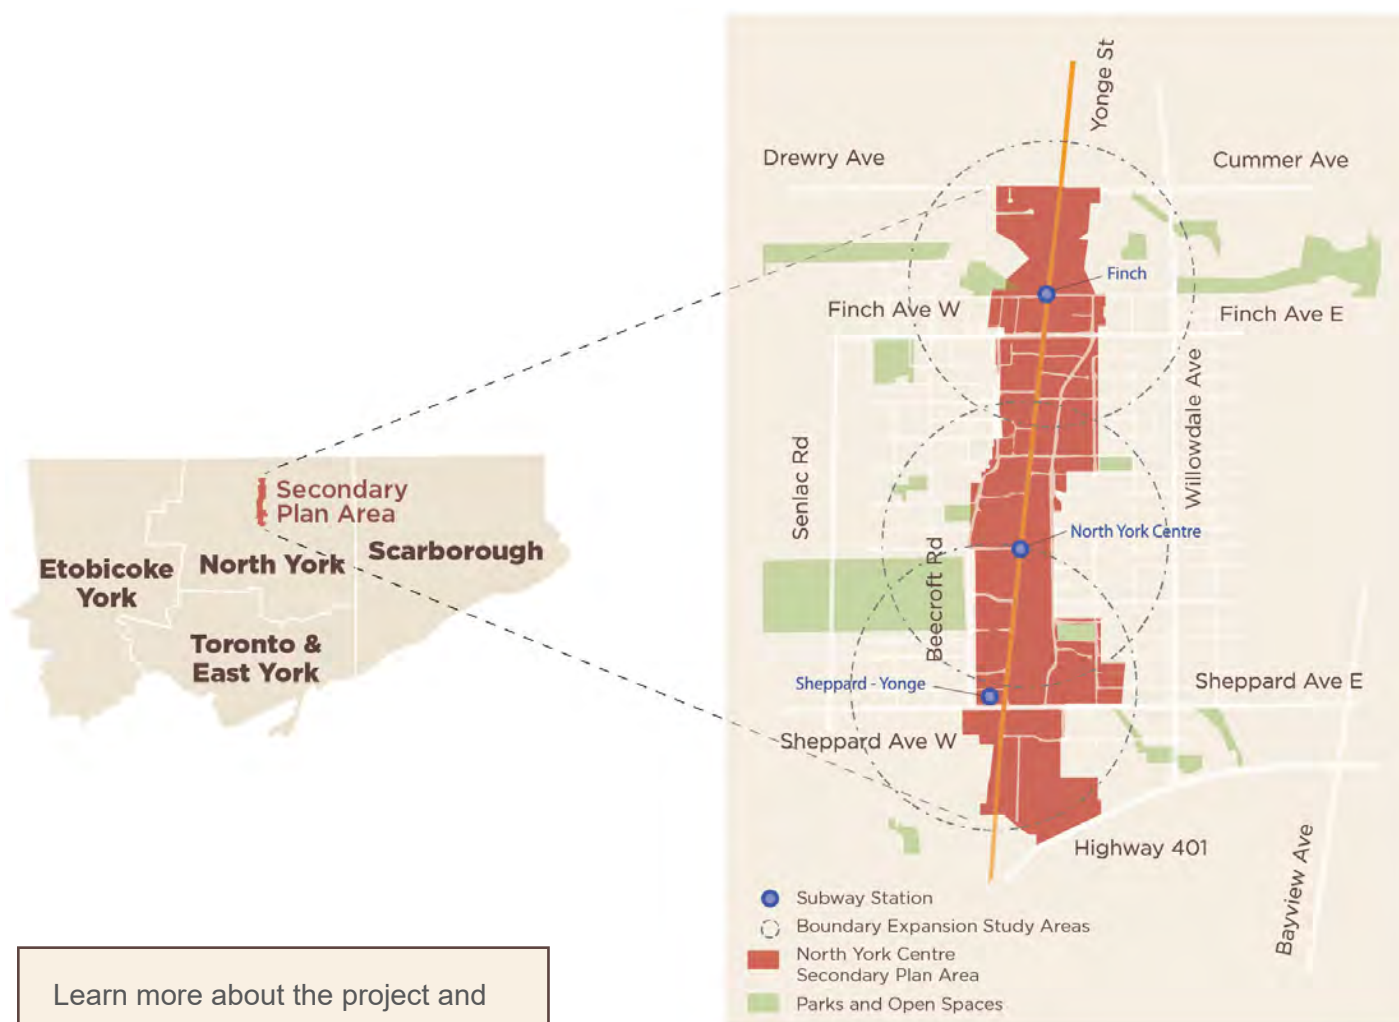 Yonge St
Drewry Ave
Cummer Ave
Finch
Finch Ave W
Finch Ave E
Senlac Rd
Willowdale Ave
Secondary
Plan Area
Etobicoke
York
North York
Scarborough
Toronto &
East York
North York Centre
Beecroft Rd
Sheppard - Yonge
Sheppard Ave E
Sheppard Ave W
Highway 401
Bayview Ave
Subway Station
Boundary Expansion Study Areas
North York Centre
Secondary Plan Area
Parks and Open Spaces
Learn more about the project and